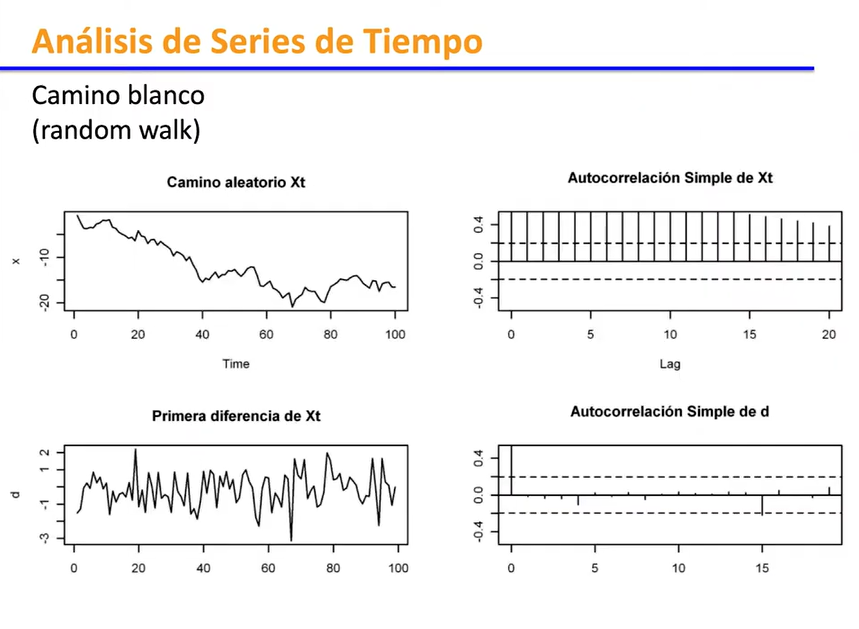 Análisis de Series de Tiempo
Camino blanco
(random walk)
Camino aleatorio Xt
x
-10
-20
0 20 40 60 80 100
Time
Autocorrelación Simple de Xt
0.4
0.0
-0.4
0 5 10 15 20
Lag
Primera diferencia de Xt
d
2
1
-1
-3
0 20 40 60 80 100
Autocorrelación Simple de d
0.4
0.0
-0.4
0 5 10 15